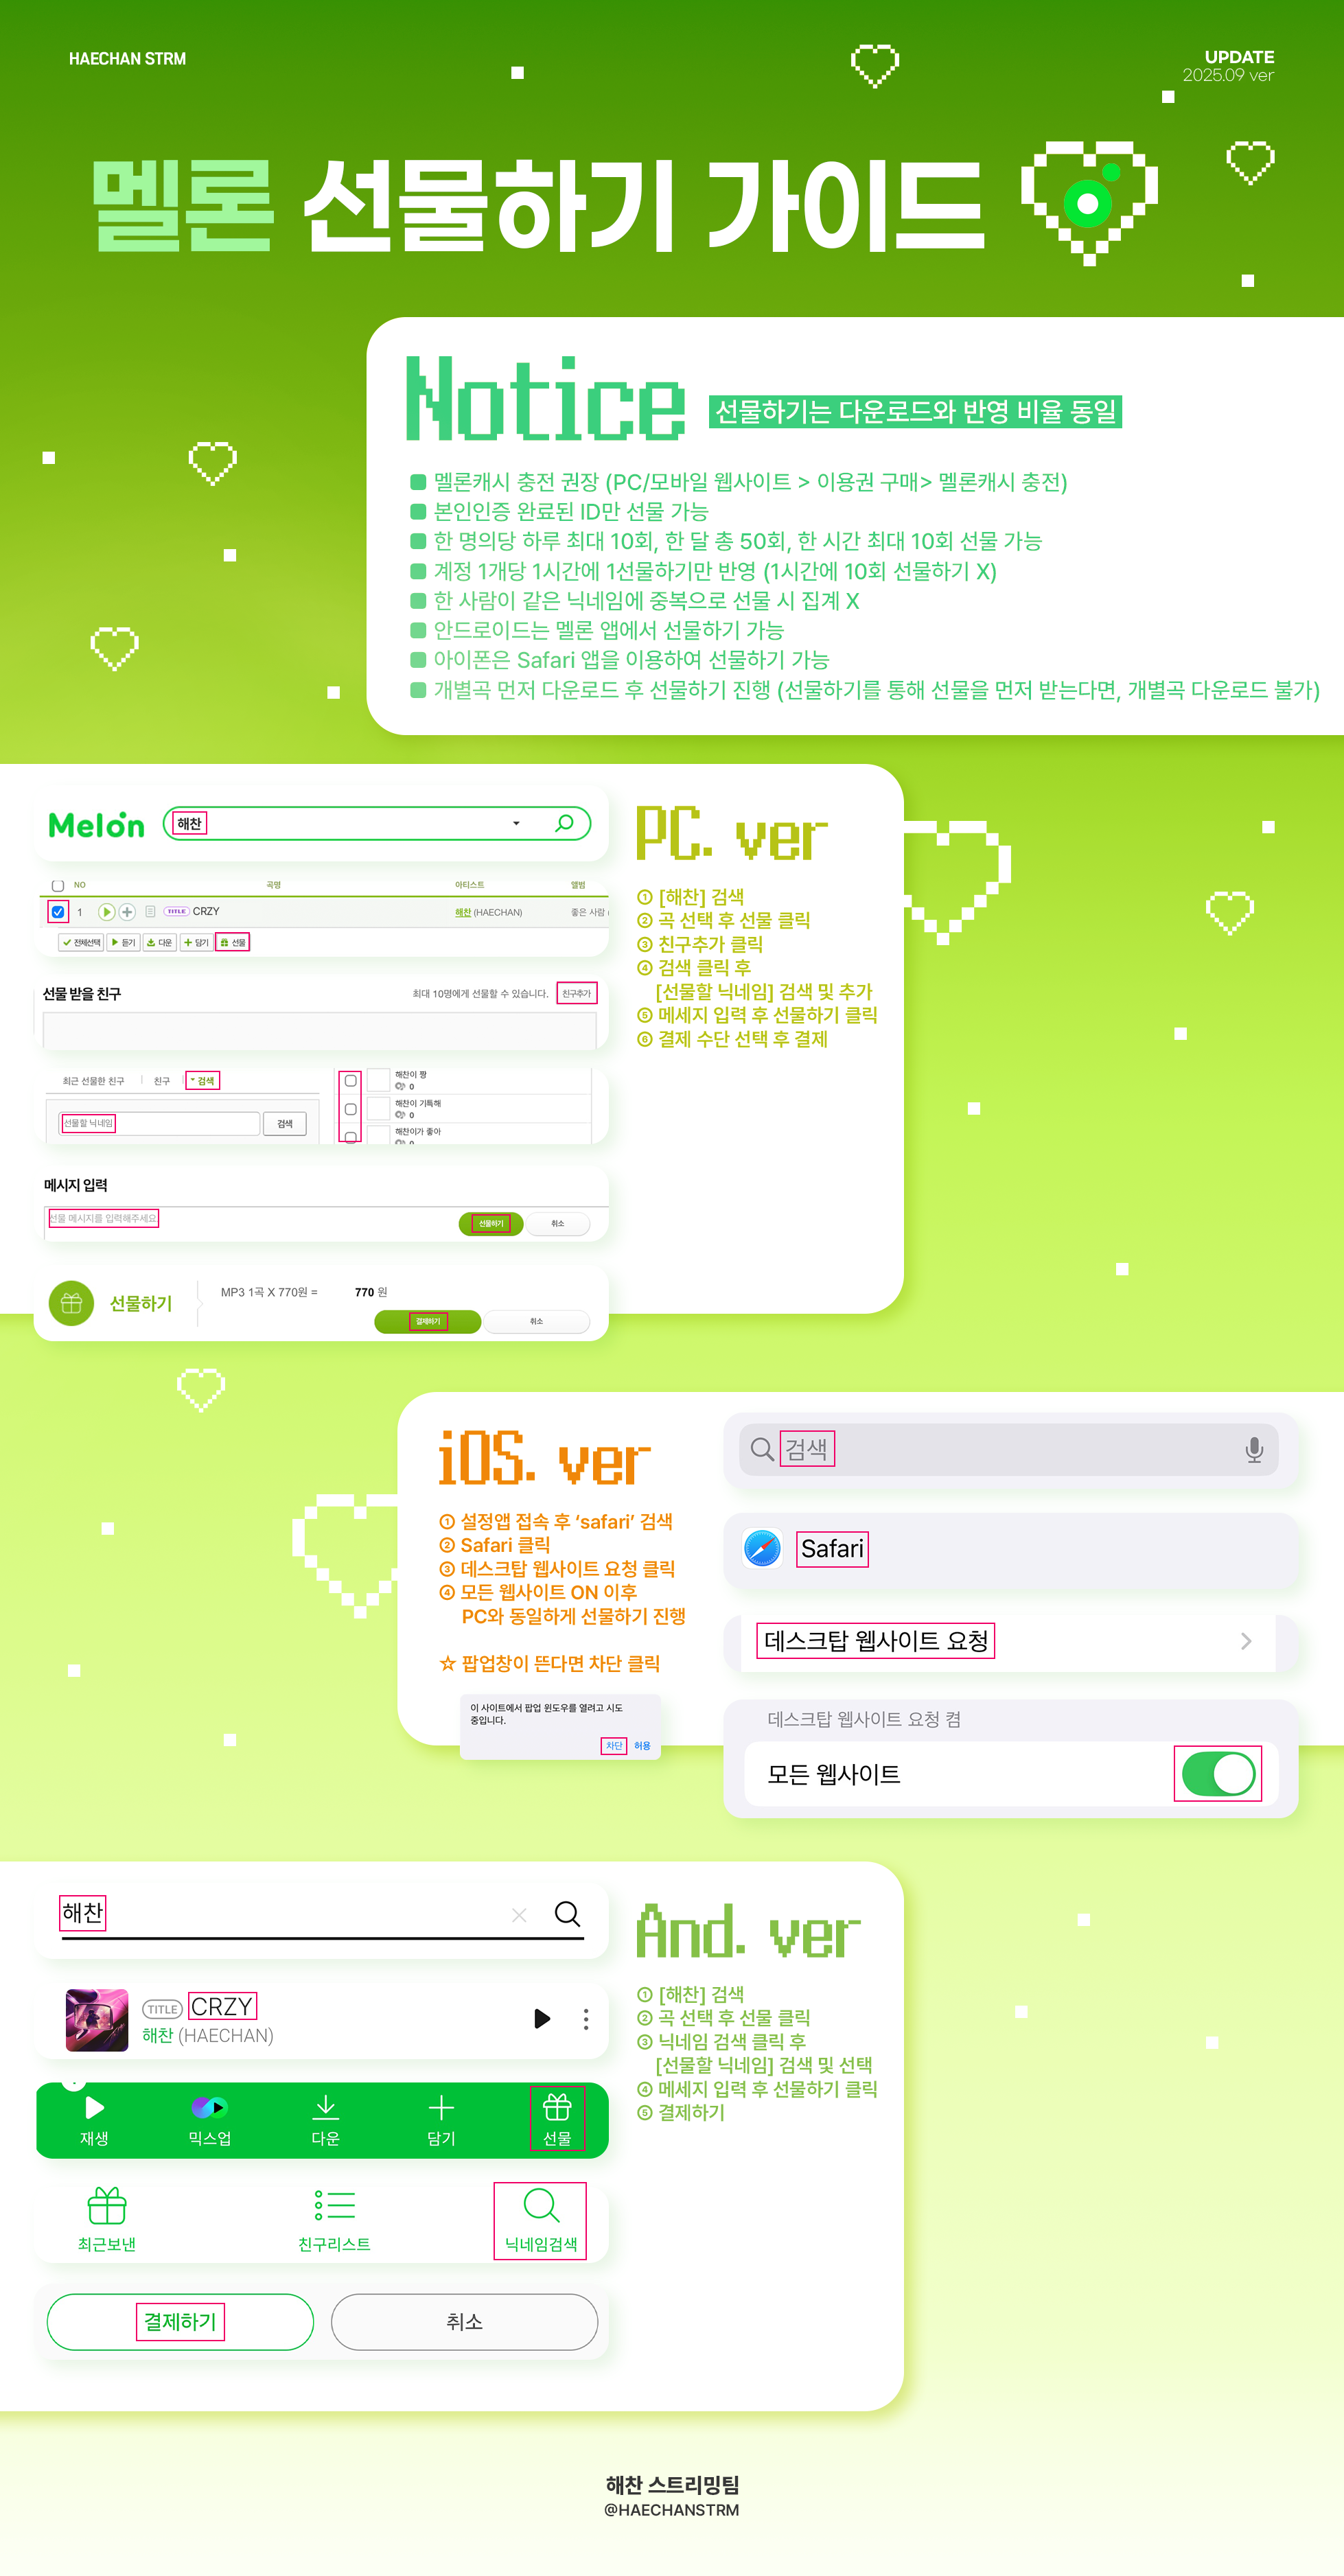 HAECHAN STRM
UPDATE
2025.09 ver
멜론 선물하기 가이드
Notice
선물하기는 다운로드와 반영 비율 동일
멜론캐시 충전 권장 (PC/모바일 웹사이트 > 이용권 구매> 멜론캐시 충전)
본인인증 완료된 ID만 선물 가능
한 명의당 하루 최대 10회, 한 달 총 50회, 한 시간 최대 10회 선물 가능
계정 1개당 1시간에 1선물하기만 반영 (1시간에 10회 선물하기 X)
한 사람이 같은 닉네임에 중복으로 선물 시 집계 X
안드로이드는 멜론 앱에서 선물하기 가능
아이폰은 Safari 앱을 이용하여 선물하기 가능
개별곡 먼저 다운로드 후 선물하기 진행 (선물하기를 통해 선물을 먼저 받는다면, 개별곡 다운로드 불가)
Melon
해찬
NO 곡명 아티스트 앨범
1 TITLE CRZY 해찬 (HAECHAN) 좋은 사람
전체선택 듣기 다운 담기 선물
선물 받을 친구
최대 10명에게 선물할 수 있습니다. 친구추가
최근 선물한 친구 친구 검색
선물할 닉네임 검색
해찬이 짱
0
해찬이 기특해
0
해찬이가 좋아
0
메시지 입력
선물 메시지를 입력해주세요
선물하기 취소
선물하기
MP3 1곡 X 770원 = 770 원
결제하기 취소
PC. ver
① [해찬] 검색
② 곡 선택 후 선물 클릭
③ 친구추가 클릭
④ 검색 클릭 후
[선물할 닉네임] 검색 및 추가
⑤ 메세지 입력 후 선물하기 클릭
⑥ 결제 수단 선택 후 결제
iOS. ver
① 설정앱 접속 후 ‘safari’ 검색
② Safari 클릭
③ 데스크탑 웹사이트 요청 클릭
④ 모든 웹사이트 ON 이후
PC와 동일하게 선물하기 진행
☆ 팝업창이 뜬다면 차단 클릭
이 사이트에서 팝업 윈도우를 열려고 시도
중입니다.
차단 허용
검색
Safari
데스크탑 웹사이트 요청
데스크탑 웹사이트 요청 켬
모든 웹사이트
해찬
TITLE CRZY
해찬 (HAECHAN)
재생 믹스업 다운 담기 선물
최근보낸 친구리스트 닉네임검색
결제하기 취소
And. ver
① [해찬] 검색
② 곡 선택 후 선물 클릭
③ 닉네임 검색 클릭 후
[선물할 닉네임] 검색 및 선택
④ 메세지 입력 후 선물하기 클릭
⑤ 결제하기
해찬 스트리밍팀
@HAECHANSTRM